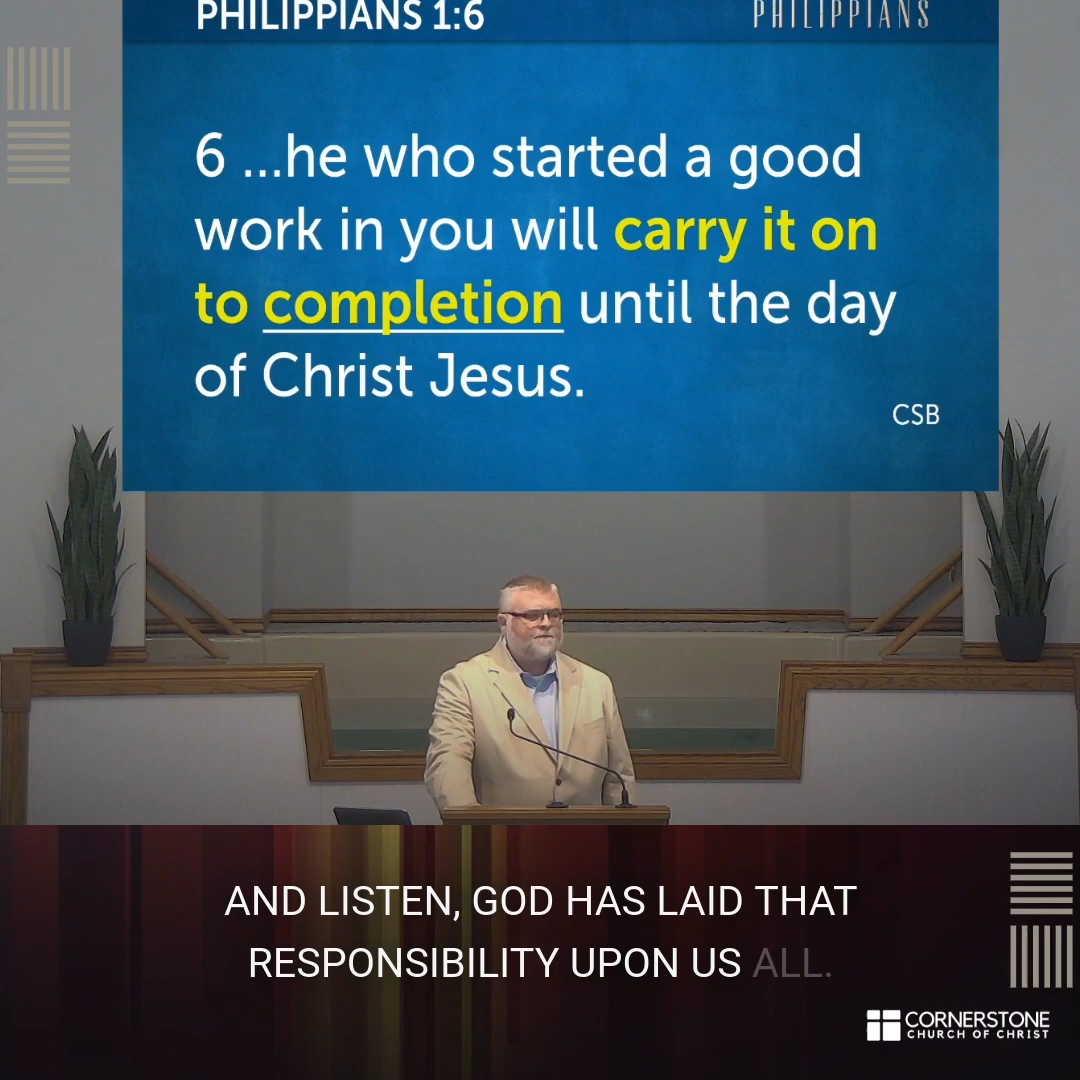 PHILIPPIANS 1:6
PHILIPPIANS
6 ...he who started a good
work in you will carry it on
to completion until the day
of Christ Jesus.
CSB
AND LISTEN, GOD HAS LAID THAT
RESPONSIBILITY UPON US ALL.
CORNERSTONE
CHURCH OF CHRIST